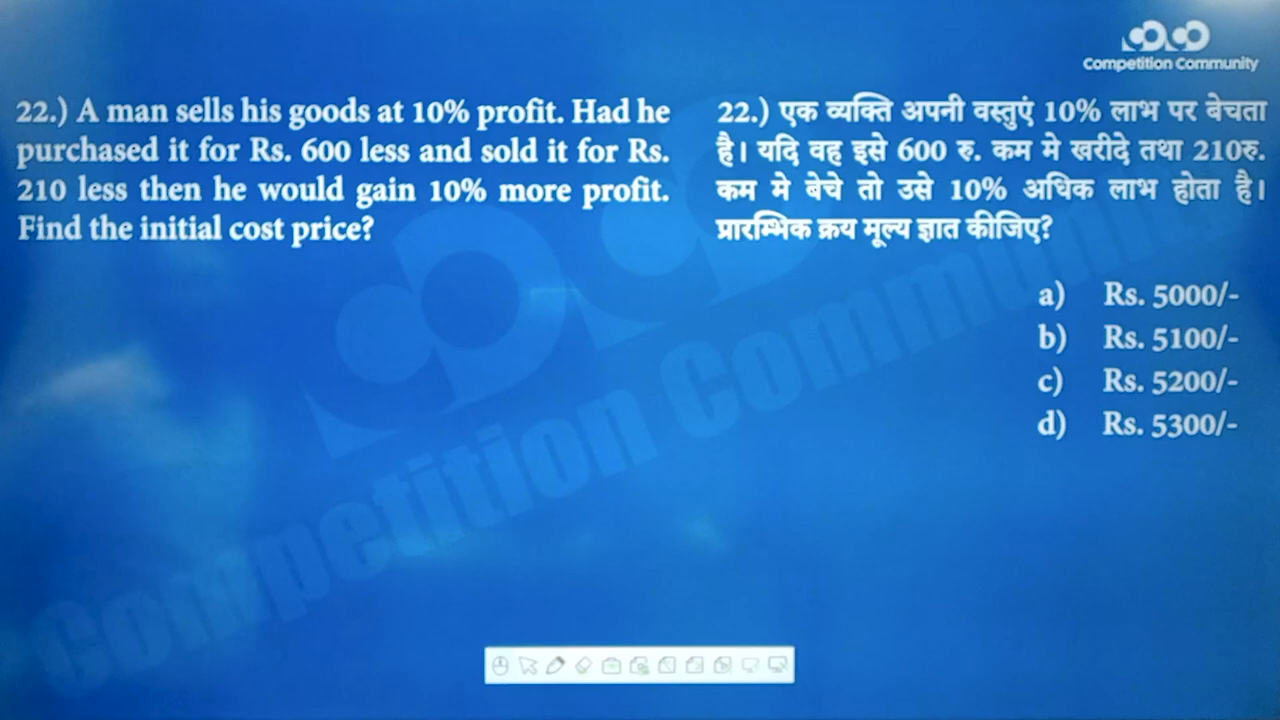 Competition Community
22.) A man sells his goods at 10% profit. Had he
purchased it for Rs. 600 less and sold it for Rs.
210 less then he would gain 10% more profit.
Find the initial cost price?
22.) एक व्यक्ति अपनी वस्तुएं 10% लाभ पर बेचता
है। यदि वह इसे 600 रु. कम मे खरीदे तथा 210रु.
कम मे बेचे तो उसे 10% अधिक लाभ होता है।
प्रारम्भिक क्रय मूल्य ज्ञात कीजिए?
a) Rs. 5000/-
b) Rs. 5100/-
c) Rs. 5200/-
d) Rs. 5300/-
Competition Community